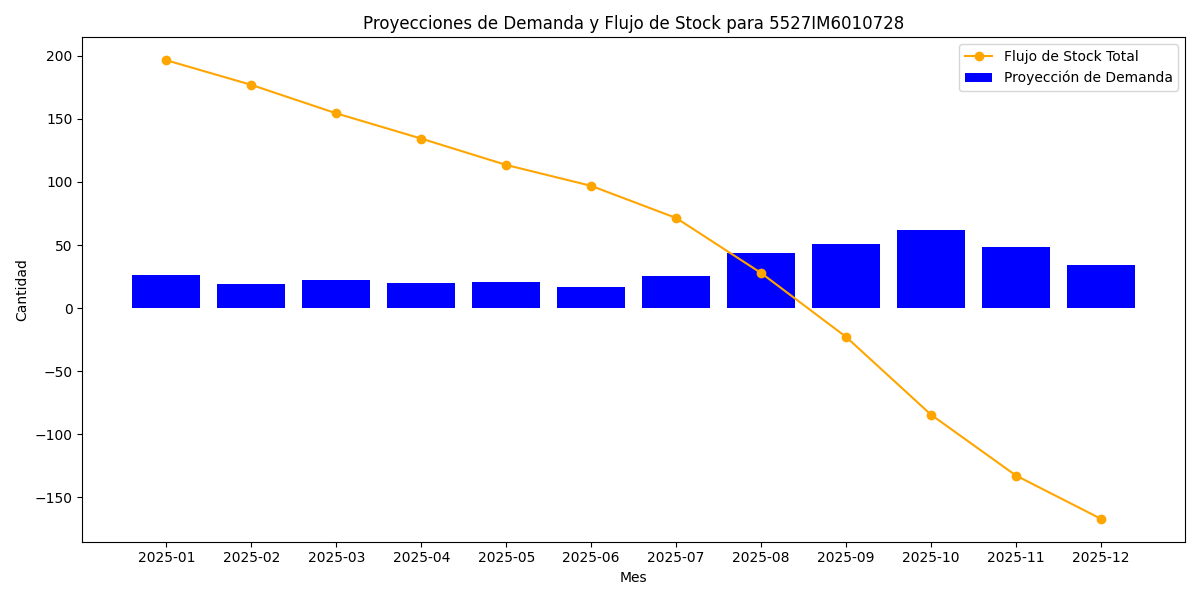 Proyecciones de Demanda y Flujo de Stock para 5527IM6010728
Flujo de Stock Total
Proyección de Demanda
Cantidad
200
150
100
50
0
−50
−100
−150
2025-01 2025-02 2025-03 2025-04 2025-05 2025-06 2025-07 2025-08 2025-09 2025-10 2025-11 2025-12
Mes